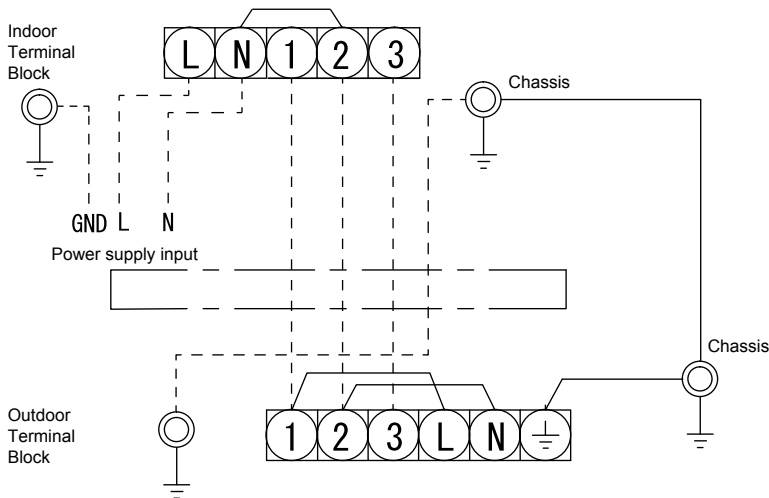 Indoor
Terminal
Block
L N 1 2 3
Chassis
GND L N
Power supply input
Chassis
Outdoor
Terminal
Block
1 2 3 L N